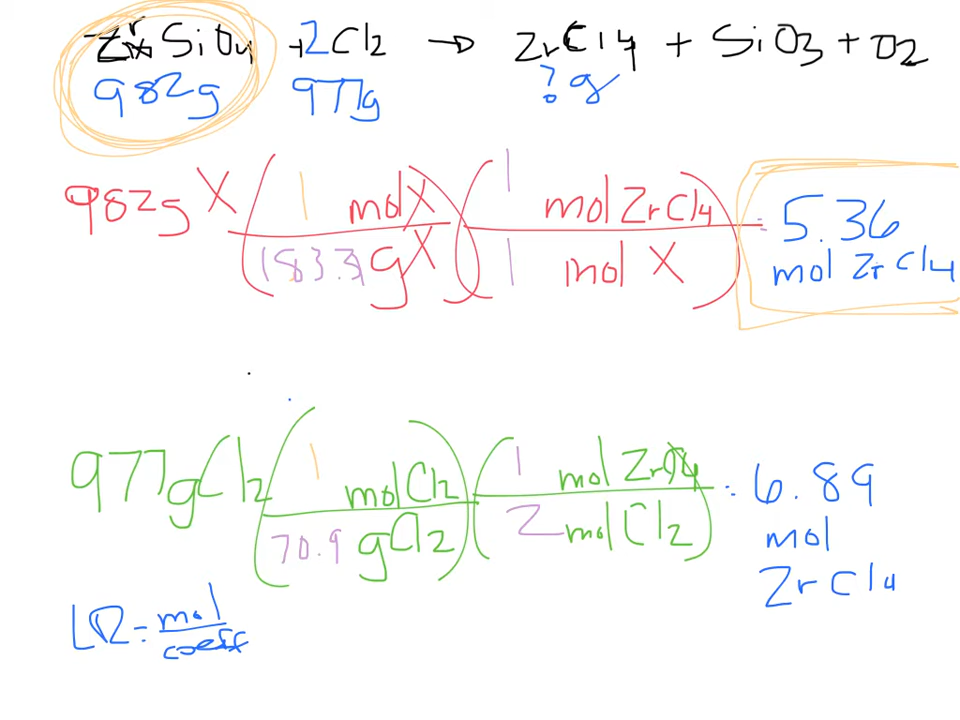 ZrSiO4 + 2Cl2 → ZrCl4 + SiO3 + O2
982g 977g ?g
982g X (1 mol X / 183.3 g X) (1 mol ZrCl4 / 1 mol X) = 5.36 mol ZrCl4
977g Cl2 (1 mol Cl2 / 70.9 g Cl2) (1 mol ZrCl4 / 2 mol Cl2) = 6.89 mol ZrCl4
LR = mol / coeff